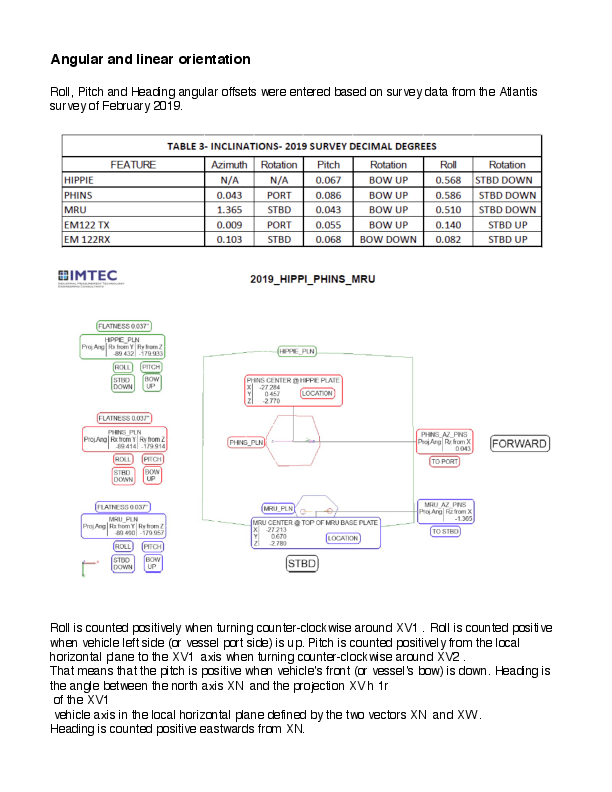 Angular and linear orientation
Roll, Pitch and Heading angular offsets were entered based on survey data from the Atlantis
survey of February 2019.
TABLE 3- INCLINATIONS- 2019 SURVEY DECIMAL DEGREES
FEATURE Azimuth Rotation Pitch Rotation Roll Rotation
HIPPIE N/A N/A 0.067 BOW UP 0.568 STBD DOWN
PHINS 0.043 PORT 0.086 BOW UP 0.586 STBD DOWN
MRU 1.365 STBD 0.043 BOW UP 0.510 STBD DOWN
EM122 TX 0.009 PORT 0.055 BOW UP 0.140 STBD UP
EM 122RX 0.103 STBD 0.068 BOW DOWN 0.082 STBD UP
IMTEC
2019_HIPPI_PHINS_MRU
FLATNESS 0.037"
HIPPIE_PLN
Proj Ang Rx from Y Ry from Z
-89.432 -179.933
ROLL PITCH
STBD DOWN BOW UP
HIPPIE_PLN
PHINS CENTER @ HIPPIE PLATE
X -27.284
Y 0.457
Z -2.770
LOCATION
FLATNESS 0.037"
PHINS_PLN
Proj Ang Rx from Y Ry from Z
-89.414 -179.914
ROLL PITCH
STBD DOWN BOW UP
PHINS_PLN
PHINS_AZ_PINS
Proj Ang Rz from X
0.043
TO PORT
FORWARD
FLATNESS 0.037"
MRU_PLN
Proj Ang Rx from Y Ry from Z
-89.490 -179.957
ROLL PITCH
STBD DOWN BOW UP
MRU_PLN
MRU CENTER @ TOP OF MRU BASE PLATE
X -27.213
Y 0.670
Z -2.780
LOCATION
MRU_AZ_PINS
Proj Ang Rz from X
-1.365
TO STBD
STBD
Roll is counted positively when turning counter-clockwise around XV1 . Roll is counted positive
when vehicle left side (or vessel port side) is up. Pitch is counted positively from the local
horizontal plane to the XV1 axis when turning counter-clockwise around XV2 .
That means that the pitch is positive when vehicle's front (or vessel's bow) is down. Heading is
the angle between the north axis XN and the projection XVh 1r
of the XV1
vehicle axis in the local horizontal plane defined by the two vectors XN and XW .
Heading is counted positive eastwards from XN.